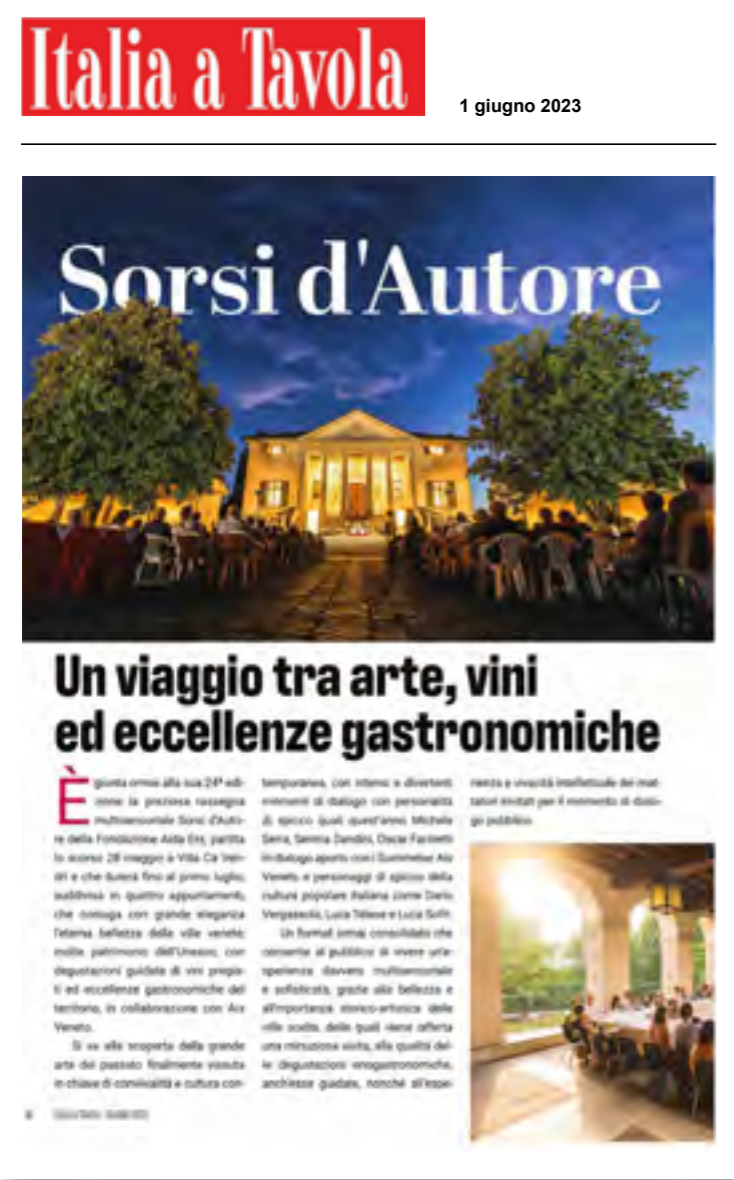 Italia a Tavola
1 giugno 2023
Sorsi d'Autore
Un viaggio tra arte, vini
ed eccellenze gastronomiche
È giunta ormai alla sua 24ª edi-
zione la preziosa rassegna
multisensoriale Sorsi d'Auto-
re della Fondazione Aida Ets, partita
lo scorso 28 maggio a Villa Ca' Ven-
dri e che durerà fino al primo luglio,
suddivisa in quattro appuntamenti,
che coniuga con grande eleganza
l'eterna bellezza delle ville venete,
molte patrimonio dell'Unesco, con
degustazioni guidate di vini pregia-
ti ed eccellenze gastronomiche del
territorio, in collaborazione con Ais
Veneto.
Si va alla scoperta della grande
arte del passato finalmente vissuta
in chiave di convivialità e cultura con-
temporanea, con intensi e divertenti
momenti di dialogo con personalità
di spicco quali quest'anno Michele
Serra, Serena Dandini, Oscar Farinetti
in dialogo aperto con i Sommelier Ais
Veneto e personaggi di spicco della
cultura popolare italiana come Dario
Vergassola, Luca Telese e Luca Sofri.
Un format ormai consolidato che
consente al pubblico di vivere un'e-
sperienza davvero multisensoriale
e sofisticata, grazie alla bellezza e
all'importanza storico-artistica delle
ville scelte, delle quali viene offerta
una minuziosa visita, alla qualità del-
le degustazioni enogastronomiche,
anch'esse guidate, nonché all'espe-
rienza e vivacità intellettuale dei mat-
tatori invitati per il momento di dialo-
go pubblico.